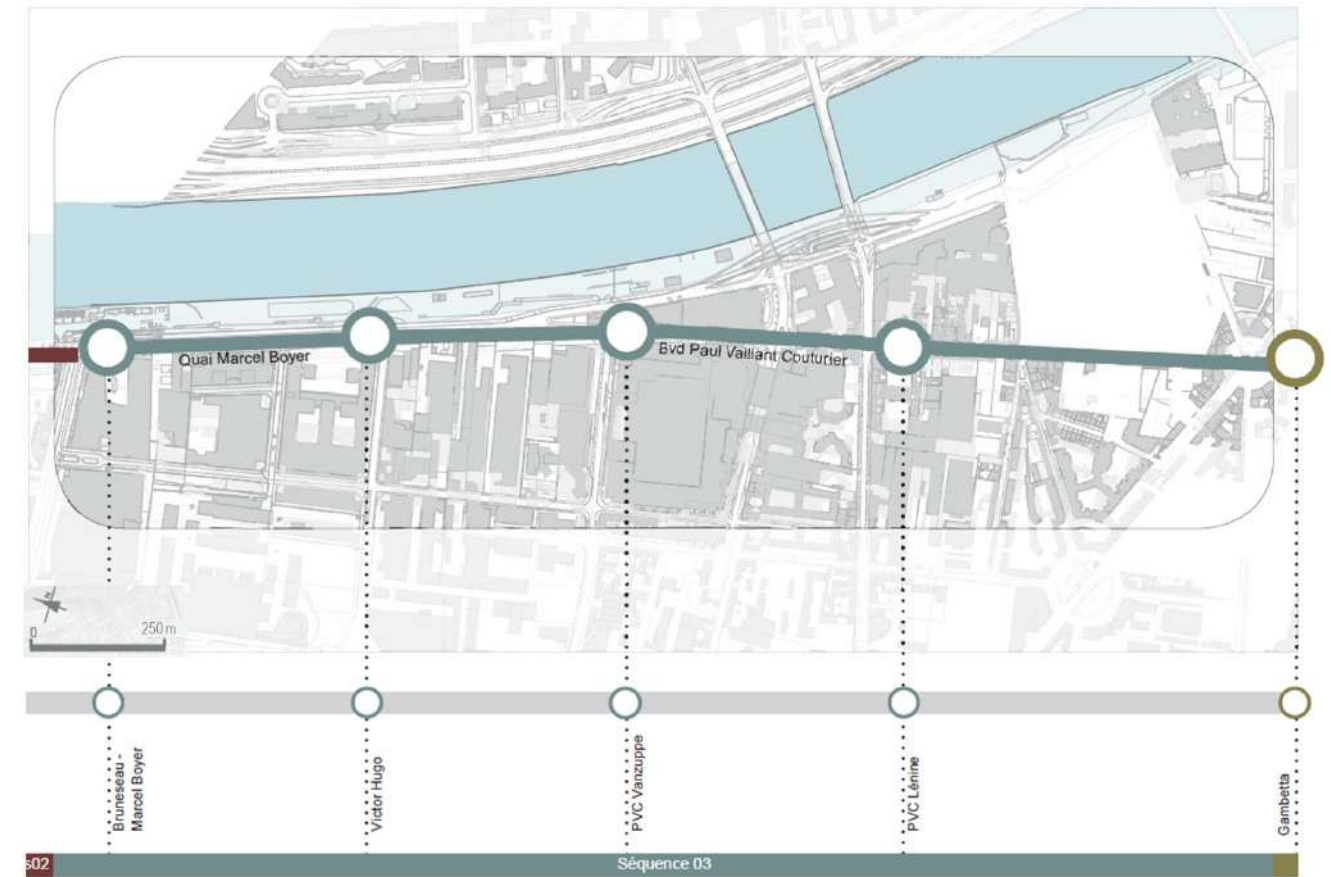 Quai Marcel Boyer
Bvd Paul Vaillant Couturier
N
0
250 m
Bruneseau -
Marcel Boyer
Victor Hugo
PVC Vanzuppe
PVC Lénine
Gambetta
s02
Séquence 03